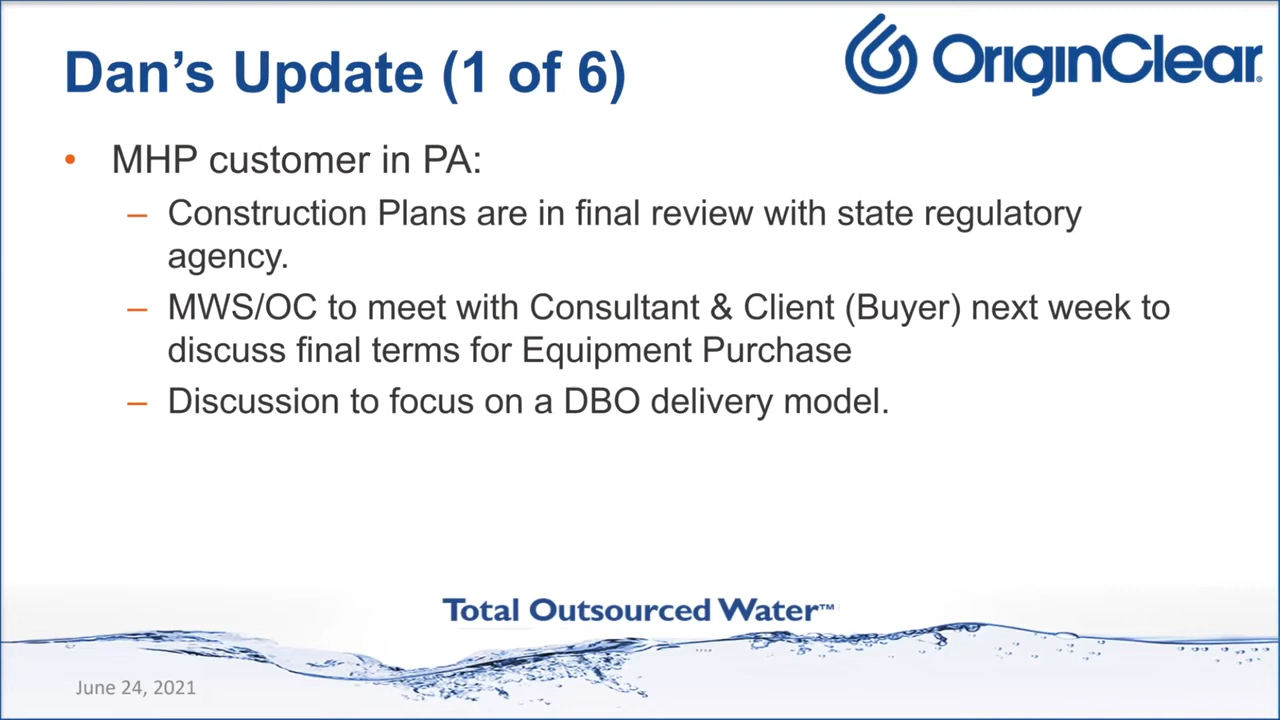 Dan’s Update (1 of 6)
OriginClear®
• MHP customer in PA:
– Construction Plans are in final review with state regulatory
agency.
– MWS/OC to meet with Consultant & Client (Buyer) next week to
discuss final terms for Equipment Purchase
– Discussion to focus on a DBO delivery model.
Total Outsourced Water™
June 24, 2021